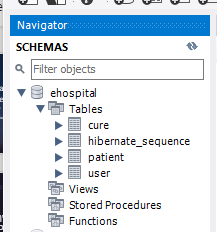 Navigator
SCHEMAS
Filter objects
ehospital
Tables
cure
hibernate_sequence
patient
user
Views
Stored Procedures
Functions